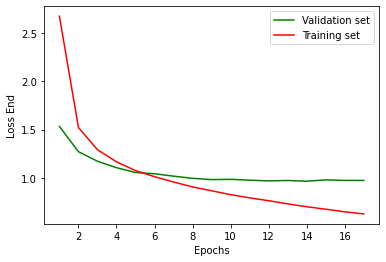 Validation set
Training set
2.5
2.0
1.5
1.0
Loss End
2 4 6 8 10 12 14 16
Epochs